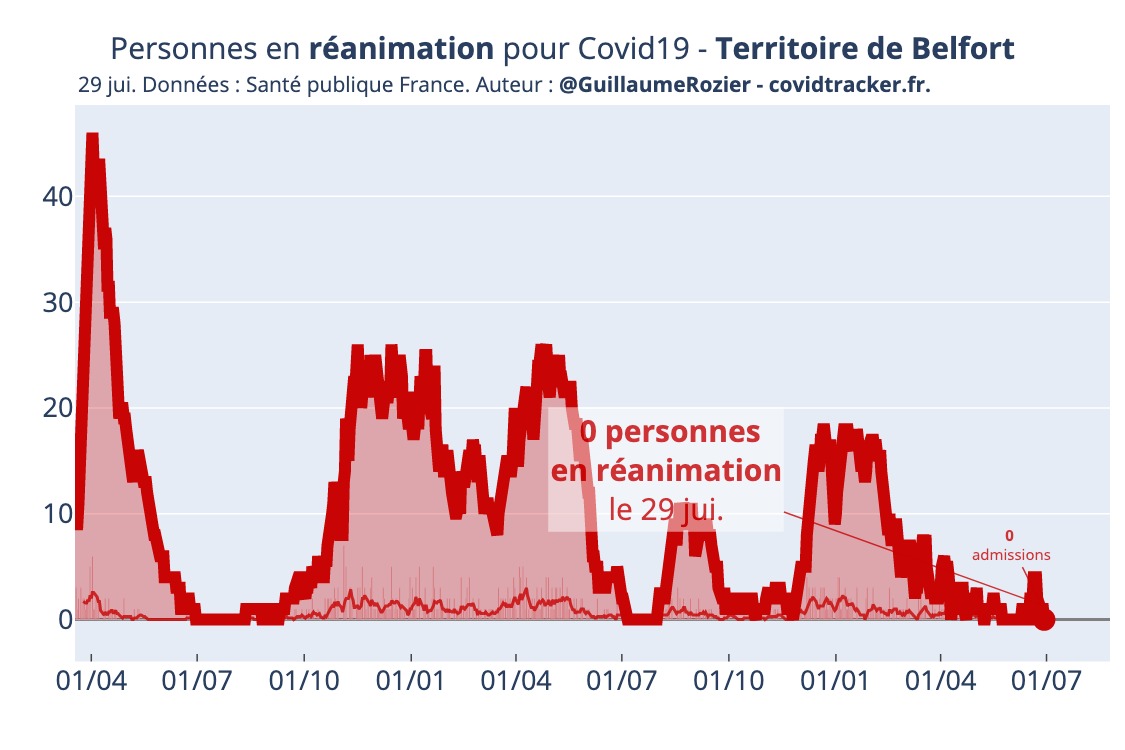 Personnes en réanimation pour Covid19 - Territoire de Belfort
29 jui. Données : Santé publique France. Auteur : @GuillaumeRozier - covidtracker.fr.
40
30
20
10
0
0 personnes
en réanimation
le 29 jui.
0
admissions
01/04 01/07 01/10 01/01 01/04 01/07 01/10 01/01 01/04 01/07